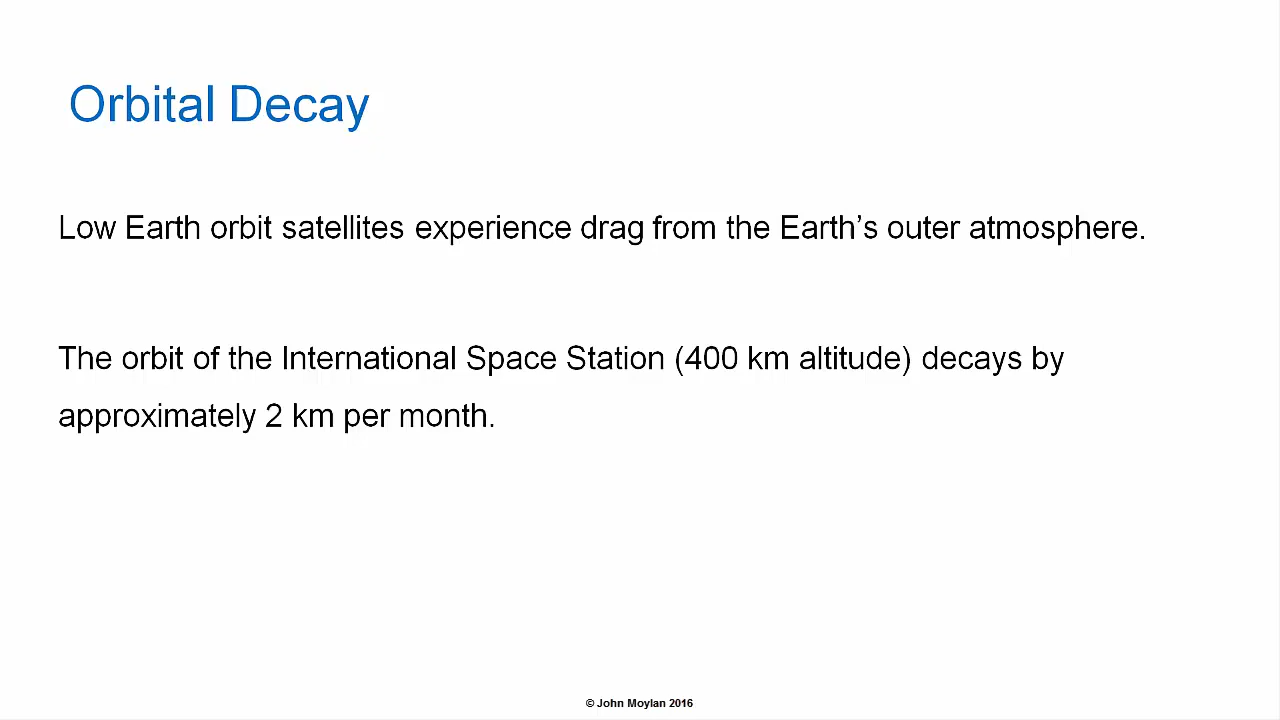 Orbital Decay
Low Earth orbit satellites experience drag from the Earth’s outer atmosphere.
The orbit of the International Space Station (400 km altitude) decays by
approximately 2 km per month.
© John Moylan 2016